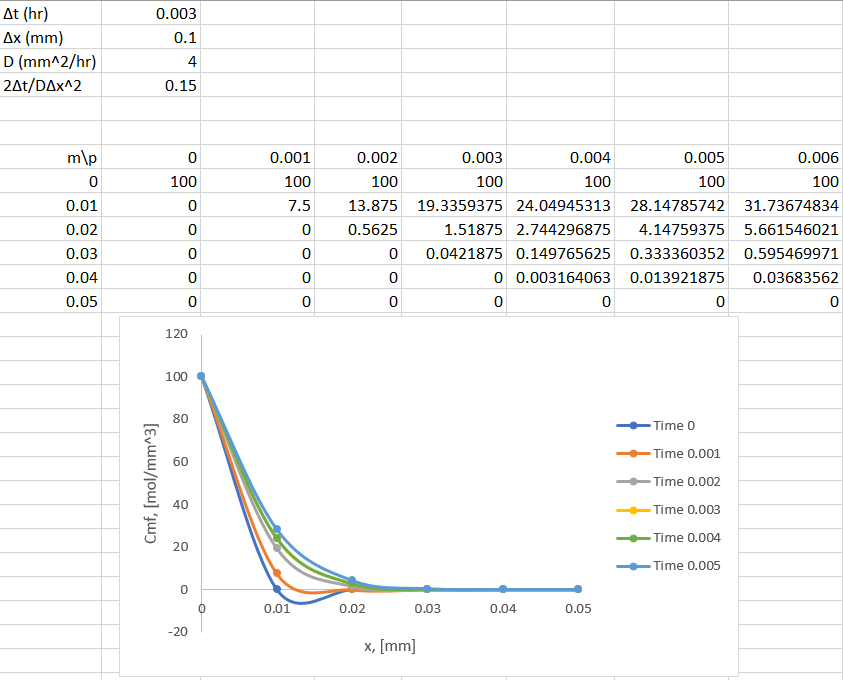 Δt (hr) 0.003
Δx (mm) 0.1
D (mm^2/hr) 4
2Δt/DΔx^2 0.15
m\p 0 0.001 0.002 0.003 0.004 0.005 0.006
0 100 100 100 100 100 100 100
0.01 0 7.5 13.875 19.3359375 24.04945313 28.14785742 31.73674834
0.02 0 0 0.5625 1.51875 2.744296875 4.14759375 5.661546021
0.03 0 0 0 0.0421875 0.149765625 0.333360352 0.595469971
0.04 0 0 0 0 0.003164063 0.013921875 0.03683562
0.05 0 0 0 0 0 0 0
120
100
80
60
40
20
0
-20
Cmf, [mol/mm^3]
0 0.01 0.02 0.03 0.04 0.05
x, [mm]
Time 0
Time 0.001
Time 0.002
Time 0.003
Time 0.004
Time 0.005